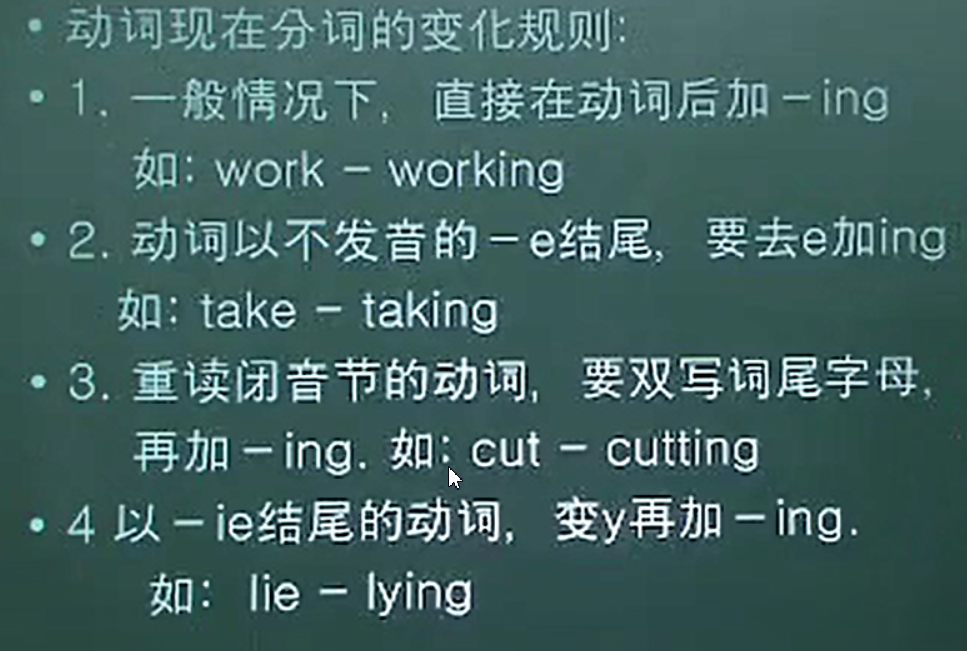 • 动词现在分词的变化规则:
• 1. 一般情况下, 直接在动词后加－ing
如: work － working
• 2. 动词以不发音的－e结尾, 要去e加ing
如: take － taking
• 3. 重读闭音节的动词, 要双写词尾字母,
再加－ing. 如: cut － cutting
• 4 以－ie结尾的动词, 变y再加－ing.
如: lie － lying